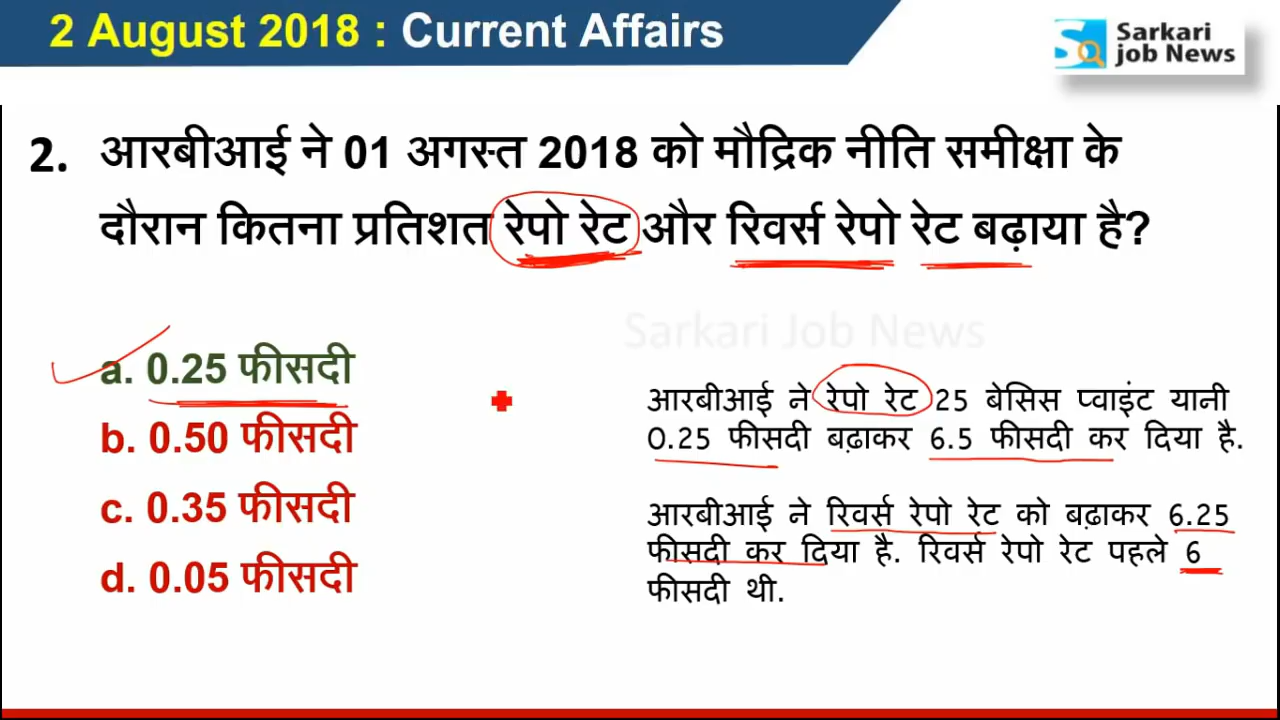 2 August 2018 : Current Affairs
Sarkari
Job News
2. आरबीआई ने 01 अगस्त 2018 को मौद्रिक नीति समीक्षा के
दौरान कितना प्रतिशत रेपो रेट और रिवर्स रेपो रेट बढ़ाया है?
Sarkari Job News
a. 0.25 फीसदी
b. 0.50 फीसदी
c. 0.35 फीसदी
d. 0.05 फीसदी
आरबीआई ने रेपो रेट 25 बेसिस प्वाइंट यानी
0.25 फीसदी बढ़ाकर 6.5 फीसदी कर दिया है.
आरबीआई ने रिवर्स रेपो रेट को बढ़ाकर 6.25
फीसदी कर दिया है. रिवर्स रेपो रेट पहले 6
फीसदी थी.